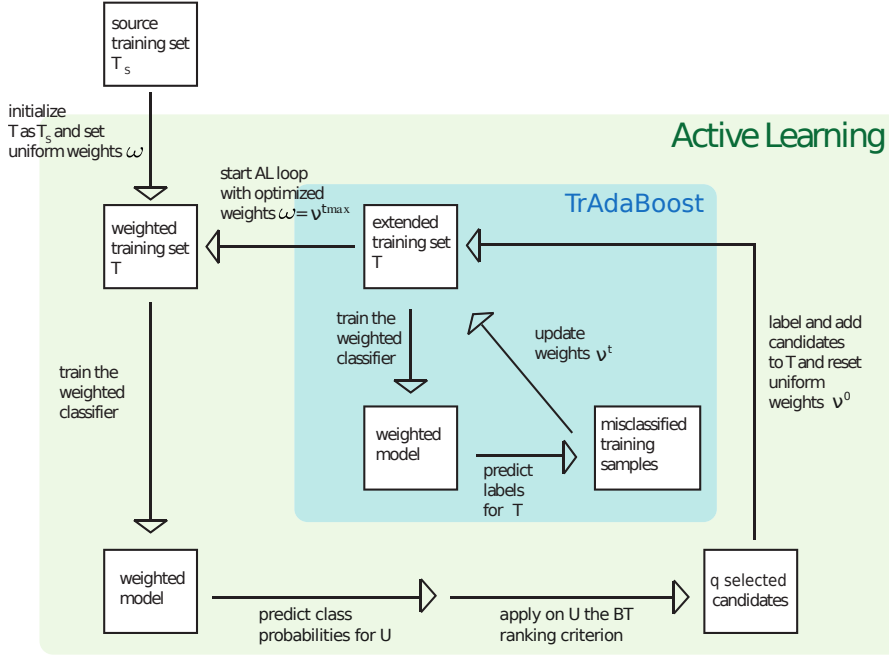 source
training set
T s
initialize
T as Ts and set
uniform weights ω
Active Learning
start AL loop
with optimized
weights ω = ν^tmax
TrAdaBoost
weighted
training set
T
extended
training set
T
train the
weighted
classifier
update
weights ν^t
label and add
candidates
to T and reset
uniform
weights ν^0
train the
weighted
classifier
weighted
model
misclassified
training
samples
predict
labels
for T
weighted
model
q selected
candidates
predict class
probabilities for U
apply on U the BT
ranking criterion